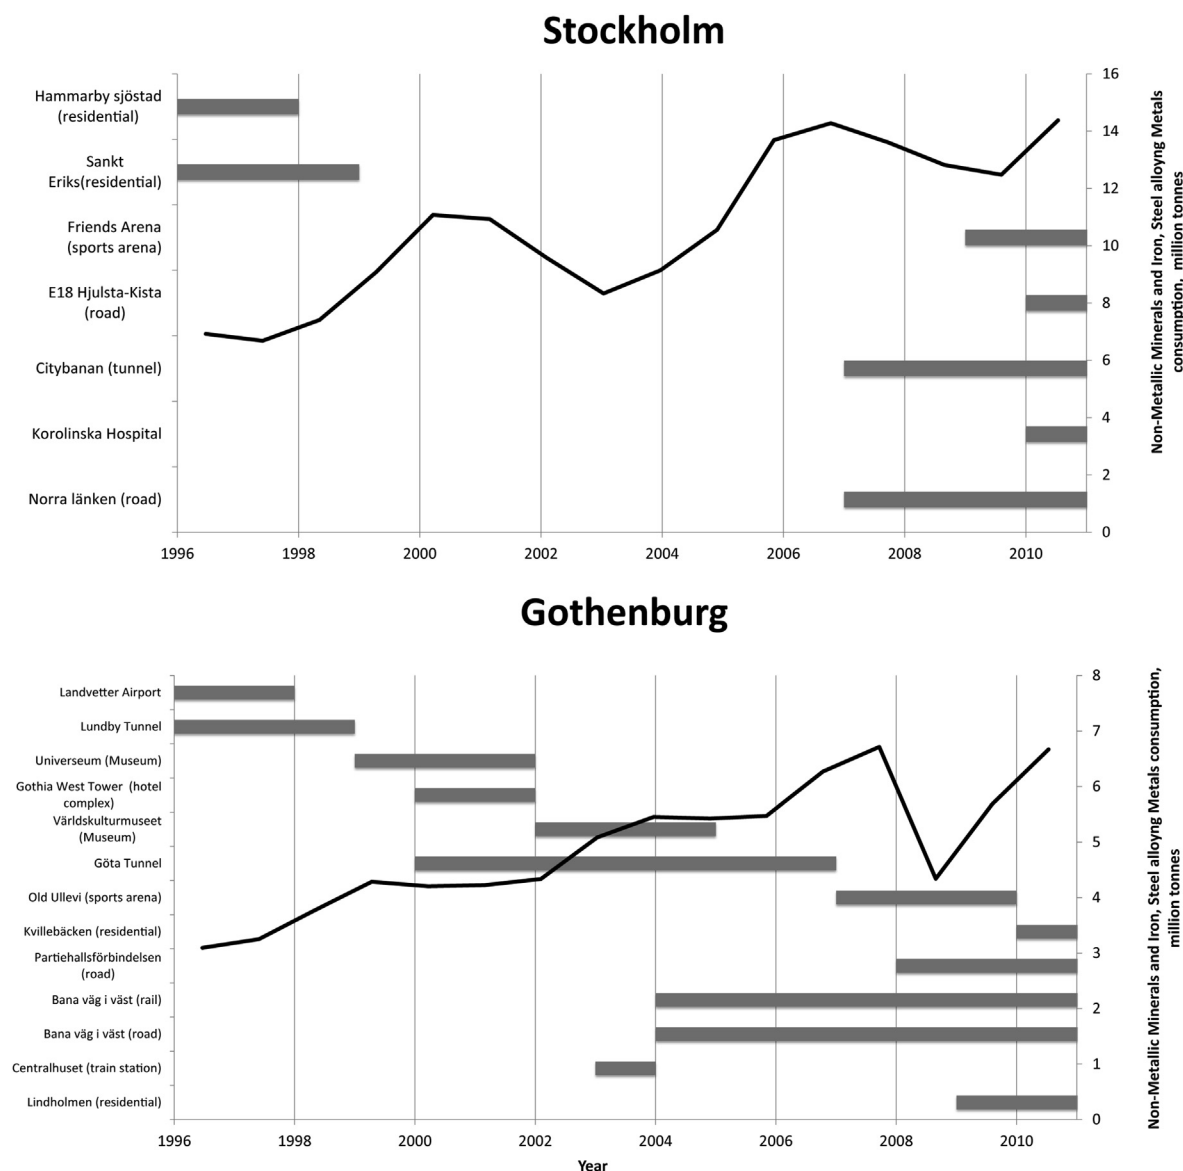 Stockholm
Hammarby sjöstad
(residential)
Sankt
Eriks(residential)
Friends Arena
(sports arena)
E18 Hjulsta-Kista
(road)
Citybanan (tunnel)
Korolinska Hospital
Norra länken (road)
16
14
12
10
8
6
4
2
0
Non-Metallic Minerals and Iron, Steel alloyng Metals
consumption, million tonnes
1996 1998 2000 2002 2004 2006 2008 2010
Gothenburg
Landvetter Airport
Lundby Tunnel
Universeum (Museum)
Gothia West Tower (hotel
complex)
Världskulturmuseet
(Museum)
Göta Tunnel
Old Ullevi (sports arena)
Kvillebäcken (residential)
Partiehallsförbindelsen
(road)
Bana väg i väst (rail)
Bana väg i väst (road)
Centralhuset (train station)
Lindholmen (residential)
8
7
6
5
4
3
2
1
0
Non-Metallic Minerals and Iron, Steel alloyng Metals consumption,
million tonnes
1996 1998 2000 2002 2004 2006 2008 2010
Year